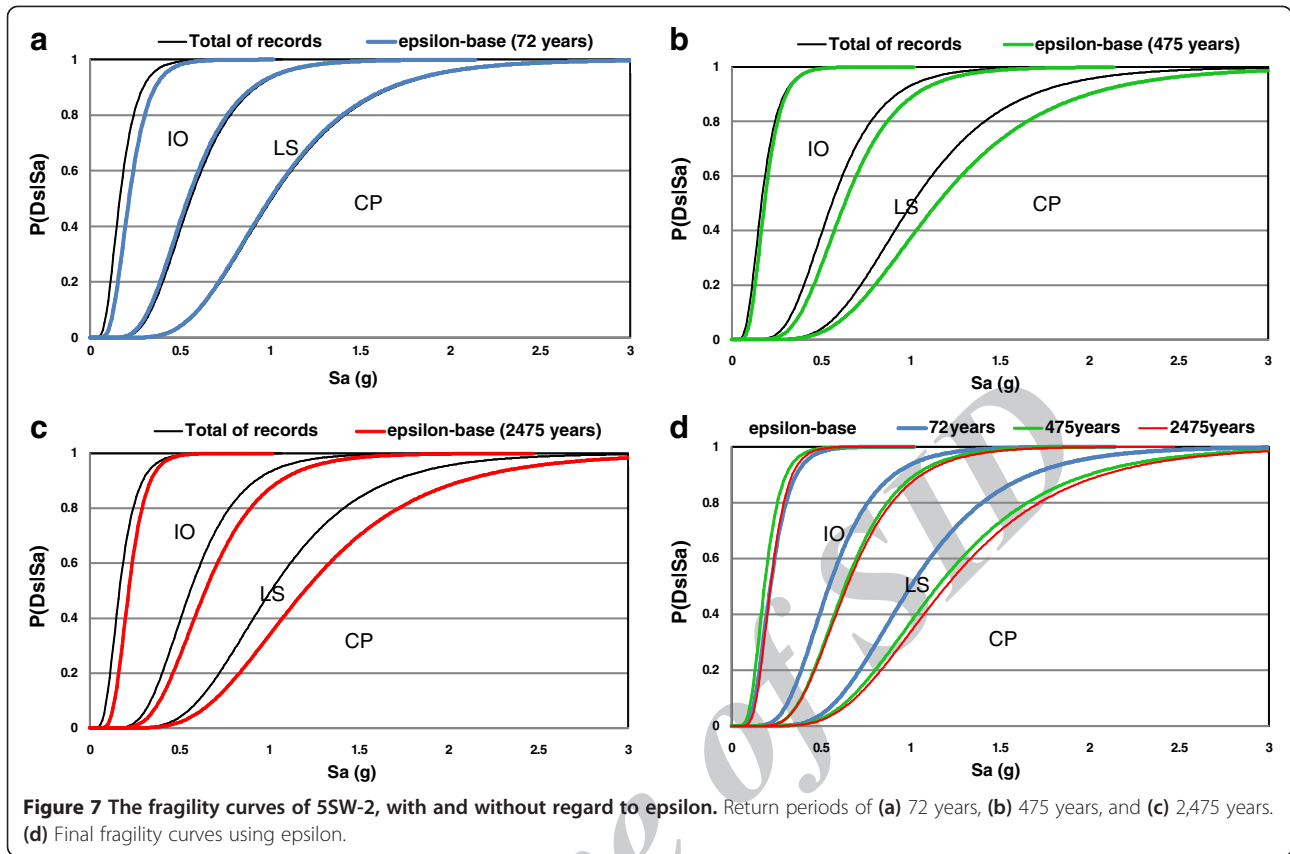 a
Total of records epsilon-base (72 years)
P(Ds|Sa)
1
0.8
0.6
0.4
0.2
0
IO
LS
CP
0 0.5 1 1.5 2 2.5 3
Sa (g)
b
Total of records epsilon-base (475 years)
P(Ds|Sa)
1
0.8
0.6
0.4
0.2
0
IO
LS
CP
0 0.5 1 1.5 2 2.5 3
Sa (g)
c
Total of records epsilon-base (2475 years)
P(Ds|Sa)
1
0.8
0.6
0.4
0.2
0
IO
LS
CP
0 0.5 1 1.5 2 2.5 3
Sa (g)
d
epsilon-base 72years 475years 2475years
P(Ds|Sa)
1
0.8
0.6
0.4
0.2
0
IO
LS
CP
0 0.5 1 1.5 2 2.5 3
Sa (g)
of SID
Figure 7 The fragility curves of 5SW-2, with and without regard to epsilon. Return periods of (a) 72 years, (b) 475 years, and (c) 2,475 years.
(d) Final fragility curves using epsilon.